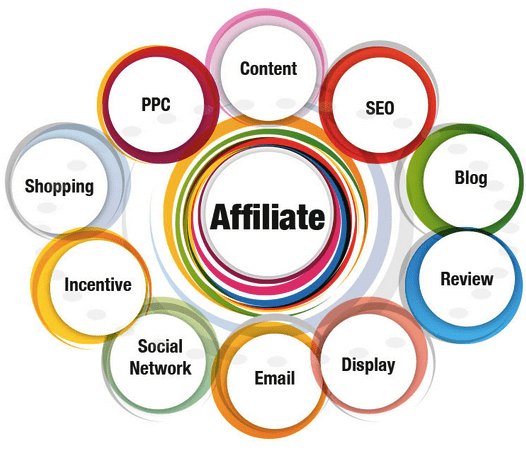 Content
PPC
SEO
Shopping
Blog
Affiliate
Incentive
Review
Social
Network
Email
Display